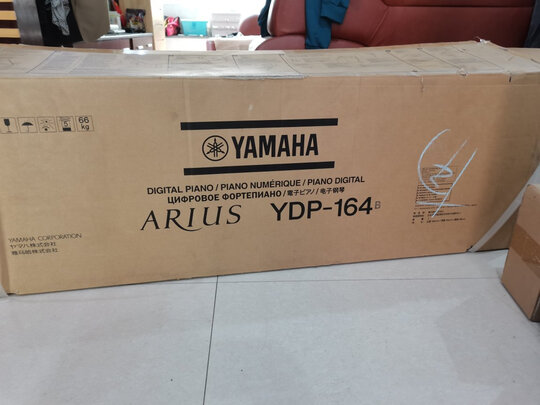 66
kg
YAMAHA
DIGITAL PIANO / PIANO NUMÉRIQUE / PIANO DIGITAL
ЦИФРОВОЕ ФОРТЕПИАНО / 電子ピアノ / 电子钢琴
ARIUS YDP-164B
YAMAHA CORPORATION
ヤマハ株式会社
雅马哈株式会社